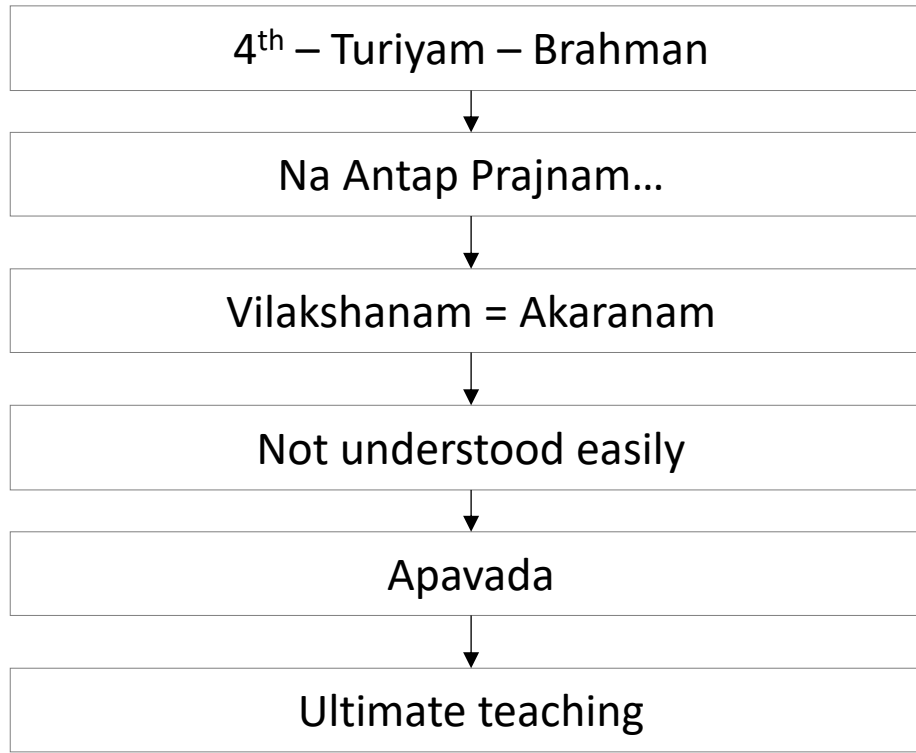 4th – Turiyam – Brahman
Na Antap Prajnam...
Vilakshanam = Akaranam
Not understood easily
Apavada
Ultimate teaching